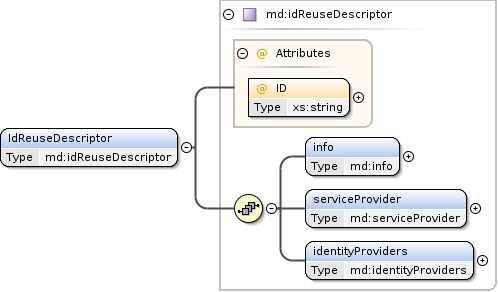 md:idReuseDescriptor
@ Attributes
@ ID
Type xs:string
IdReuseDescriptor
Type md:idReuseDescriptor
info
Type md:info
serviceProvider
Type md:serviceProvider
identityProviders
Type md:identityProviders